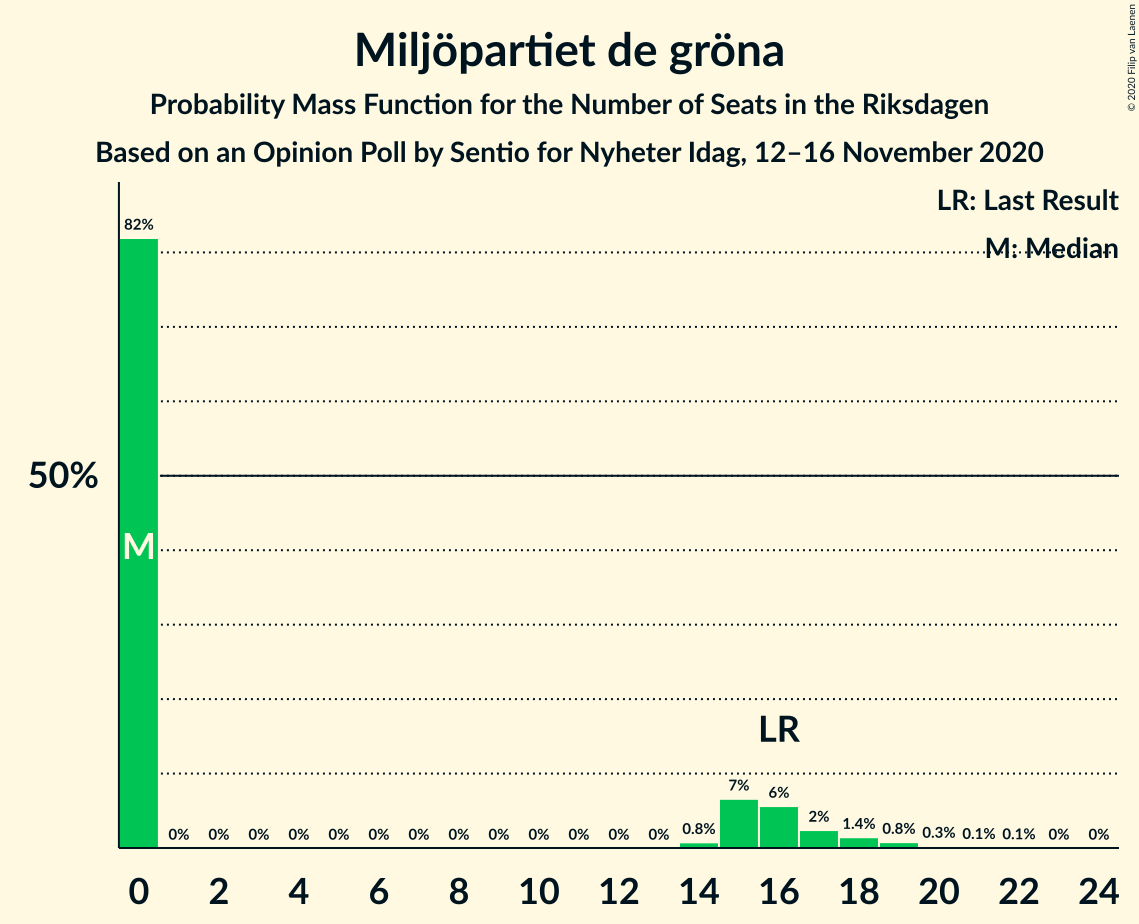 Miljöpartiet de gröna
Probability Mass Function for the Number of Seats in the Riksdagen
Based on an Opinion Poll by Sentio for Nyheter Idag, 12–16 November 2020
© 2020 Filip van Laenen
LR: Last Result
M: Median
82%
50%
M
LR
0% 0% 0% 0% 0% 0% 0% 0% 0% 0% 0% 0% 0% 0.8% 7% 6% 2% 1.4% 0.8% 0.3% 0.1% 0.1% 0% 0%
0 2 4 6 8 10 12 14 16 18 20 22 24